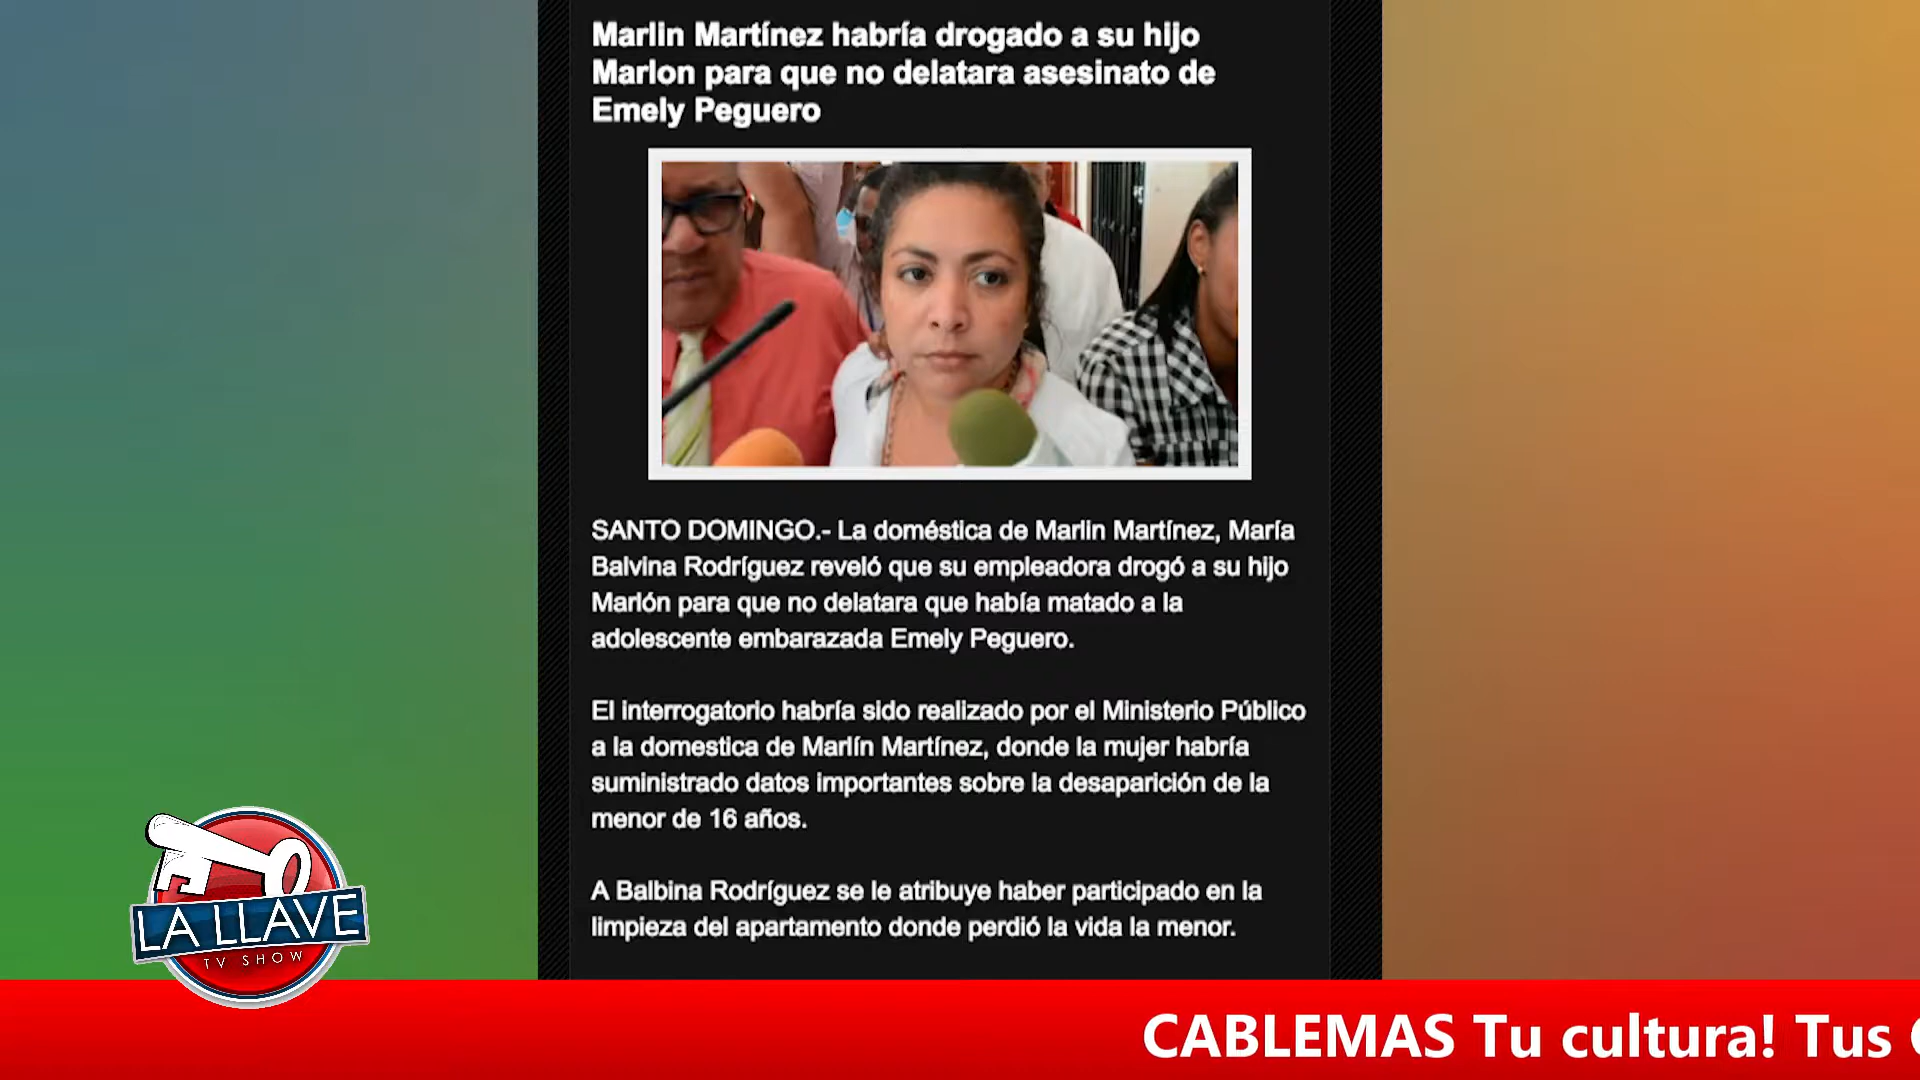 Marlin Martínez habría drogado a su hijo
Marlon para que no delatara asesinato de
Emely Peguero
SANTO DOMINGO.- La doméstica de Marlin Martínez, María
Balvina Rodríguez reveló que su empleadora drogó a su hijo
Marlón para que no delatara que había matado a la
adolescente embarazada Emely Peguero.
El interrogatorio habría sido realizado por el Ministerio Público
a la domestica de Marlín Martínez, donde la mujer habría
suministrado datos importantes sobre la desaparición de la
menor de 16 años.
A Balbina Rodríguez se le atribuye haber participado en la
limpieza del apartamento donde perdió la vida la menor.
LA LLAVE
TV SHOW
CABLEMAS Tu cultura! Tus